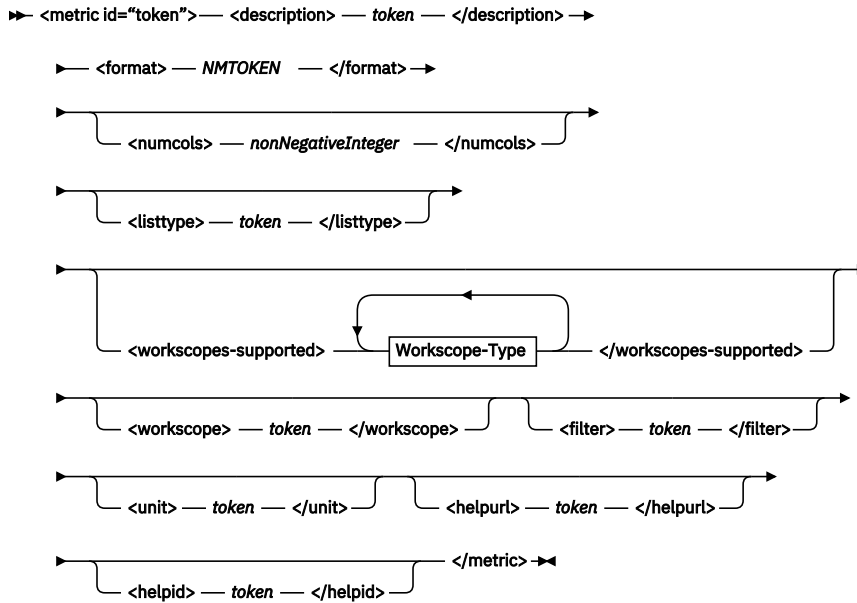 <metric id=“token”> <description> token </description>
<format> NMTOKEN </format>
<numcols> nonNegativeInteger </numcols>
<listtype> token </listtype>
<workscopes-supported> Workscope-Type </workscopes-supported>
<workscope> token </workscope> <filter> token </filter>
<unit> token </unit> <helpurl> token </helpurl>
</metric>
<helpid> token </helpid>